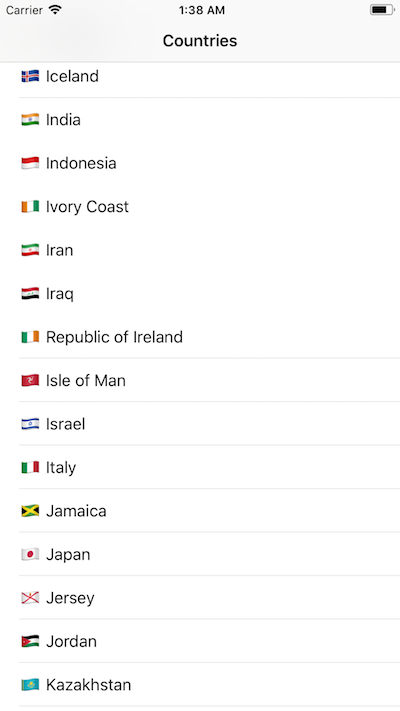 Carrier 1:38 AM
Countries
Iceland
India
Indonesia
Ivory Coast
Iran
Iraq
Republic of Ireland
Isle of Man
Israel
Italy
Jamaica
Japan
Jersey
Jordan
Kazakhstan